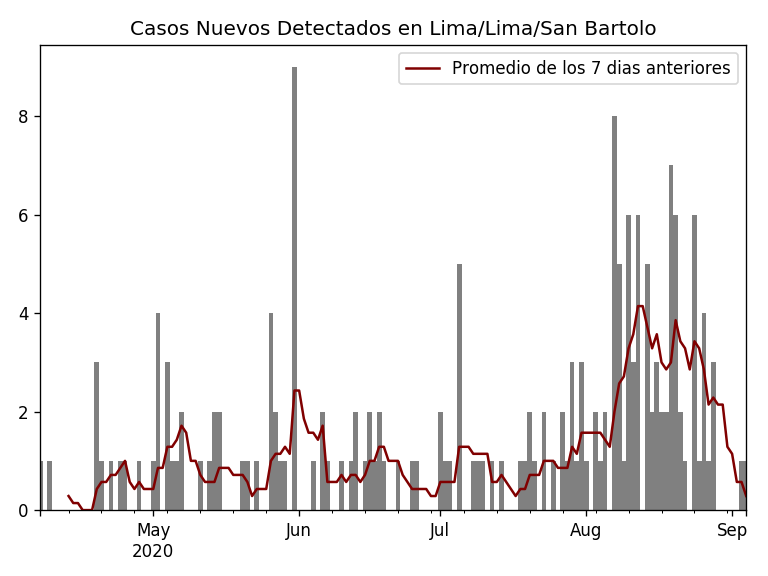 Casos Nuevos Detectados en Lima/Lima/San Bartolo
Promedio de los 7 dias anteriores
8
6
4
2
0
May Jun Jul Aug Sep
2020